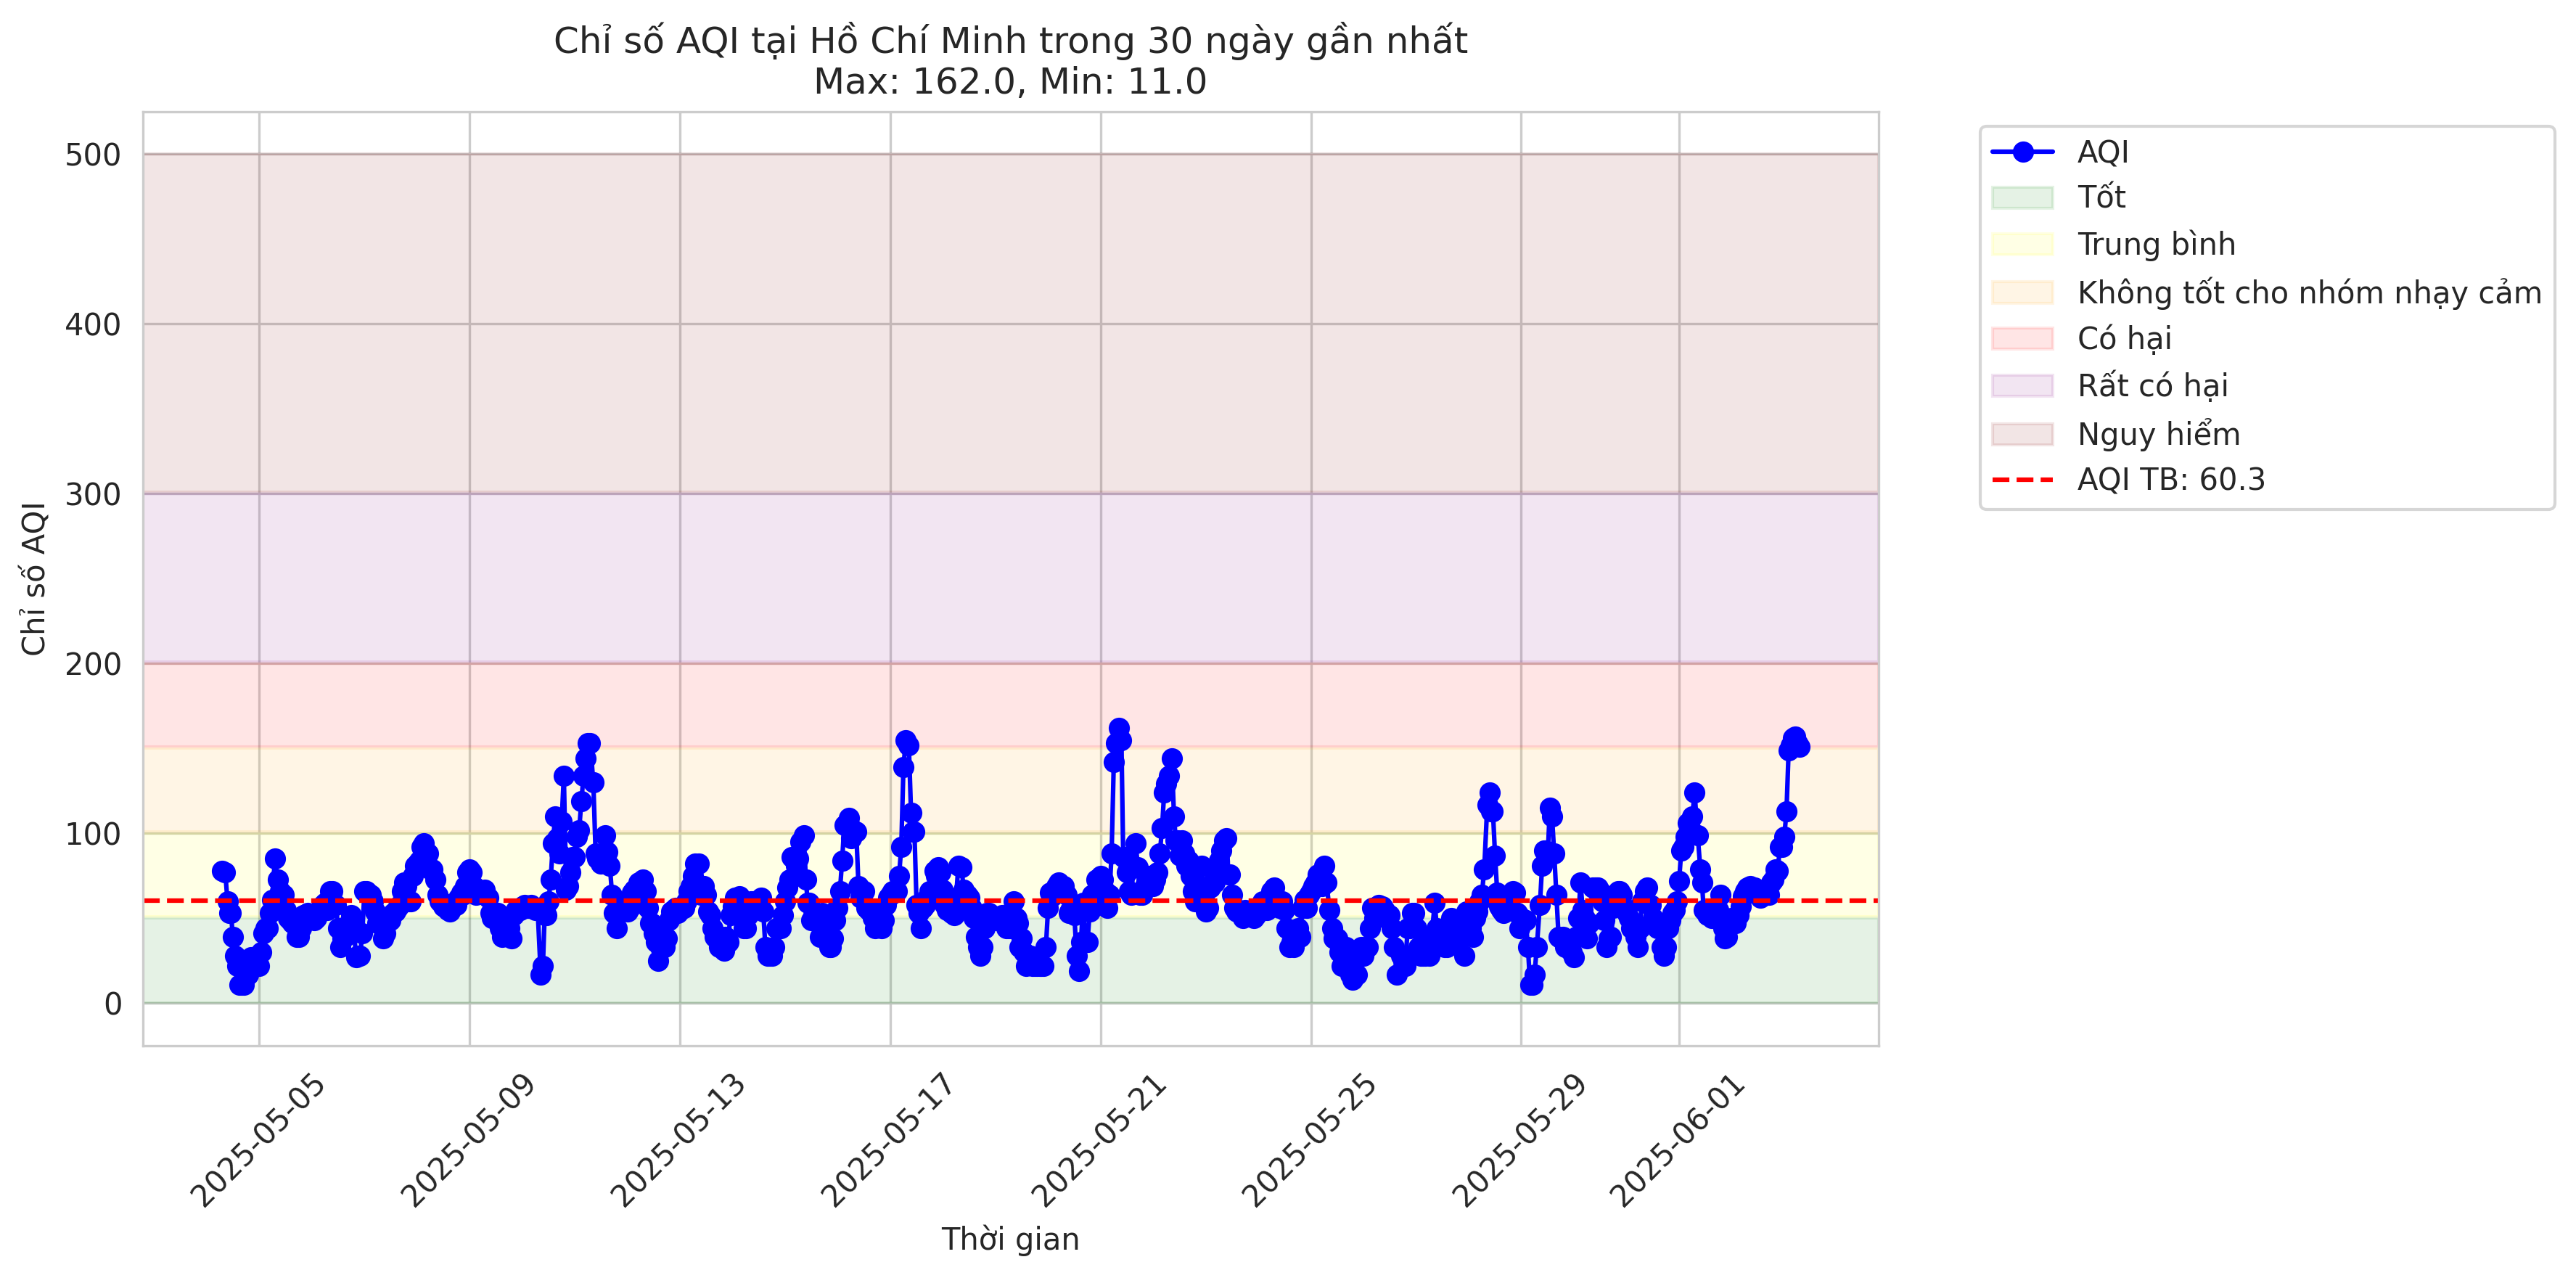 Chỉ số AQI tại Hồ Chí Minh trong 30 ngày gần nhất
Max: 162.0, Min: 11.0
Chỉ số AQI
500
400
300
200
100
0
2025-05-05
2025-05-09
2025-05-13
2025-05-17
2025-05-21
2025-05-25
2025-05-29
2025-06-01
Thời gian
AQI
Tốt
Trung bình
Không tốt cho nhóm nhạy cảm
Có hại
Rất có hại
Nguy hiểm
AQI TB: 60.3